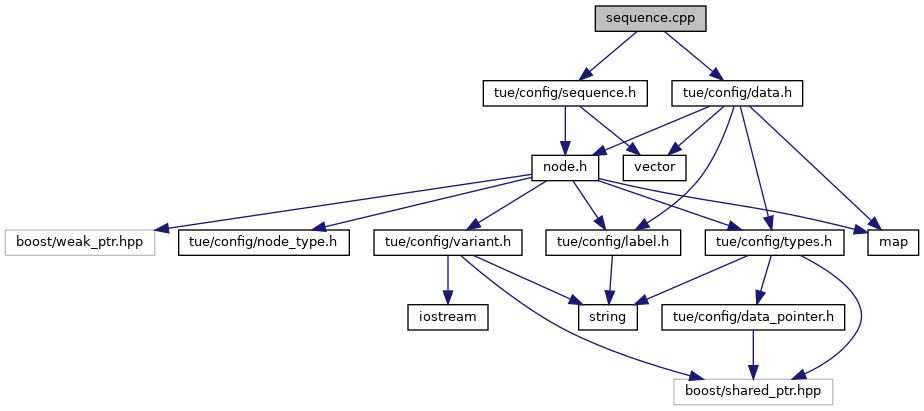 sequence.cpp
tue/config/sequence.h
tue/config/data.h
node.h
vector
boost/weak_ptr.hpp
tue/config/node_type.h
tue/config/variant.h
tue/config/label.h
tue/config/types.h
map
iostream
string
tue/config/data_pointer.h
boost/shared_ptr.hpp